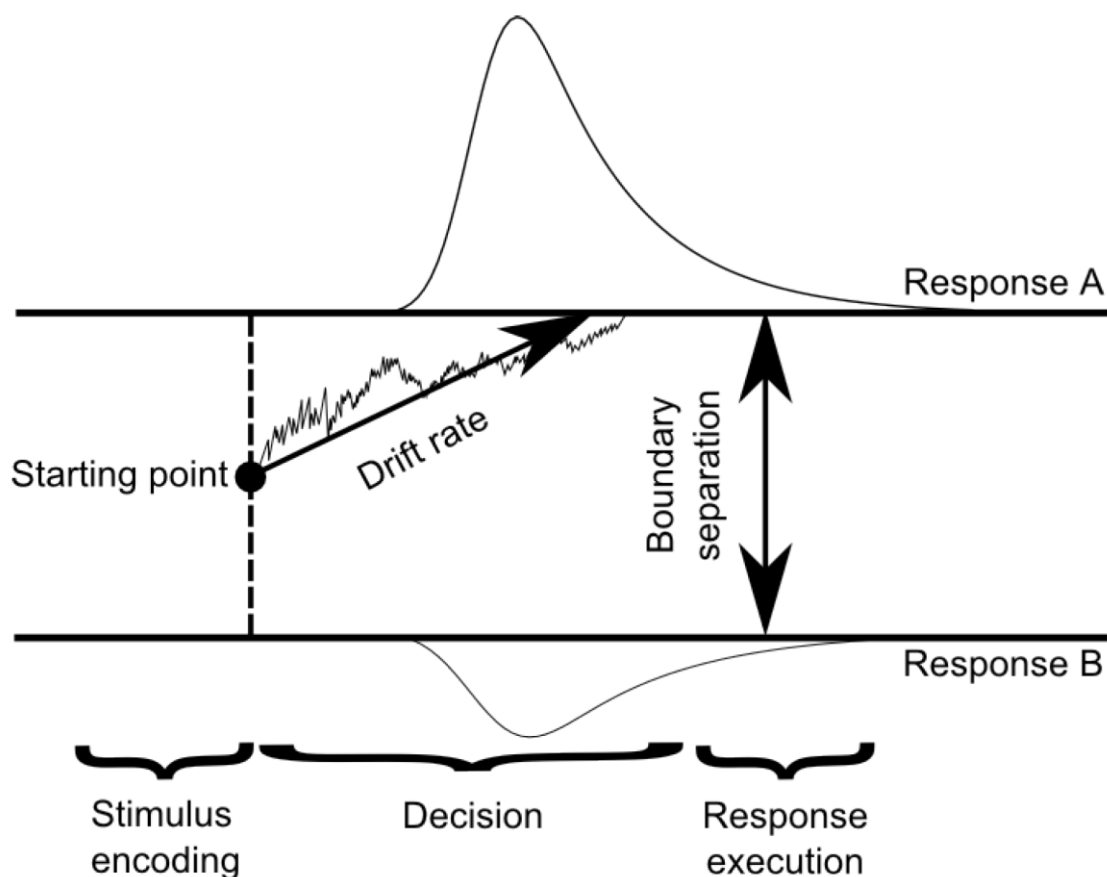 Response A
Starting point
Drift rate
Boundary
separation
Response B
Stimulus
encoding
Decision
Response
execution